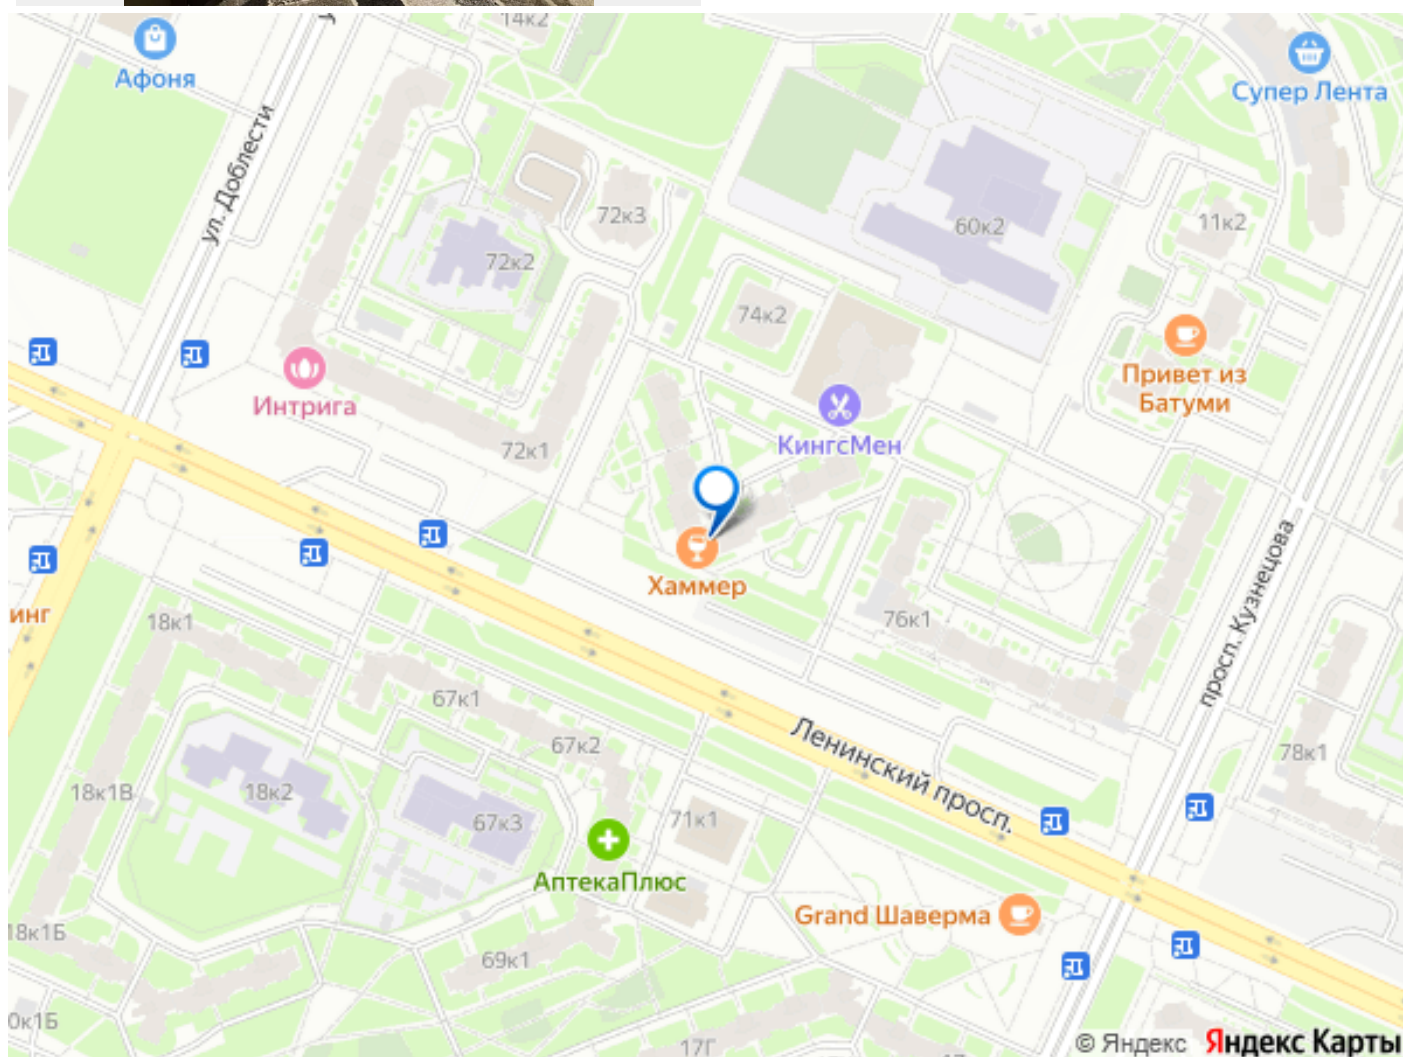 14к2
Афоня
Супер Лента
ул. Доблести
72к3
60к2
11к2
72к2
74к2
Интрига
Привет из
Батуми
КингсМен
72к1
Хаммер
просп. Кузнецова
инг
18к1
76к1
67к1
67к2
Ленинский просп.
78к1
18к1В
18к2
67к3
71к1
АптекаПлюс
Grand Шаверма
18к1Б
69к1
0к1Б
17Г
© Яндекс Яндекс Карты